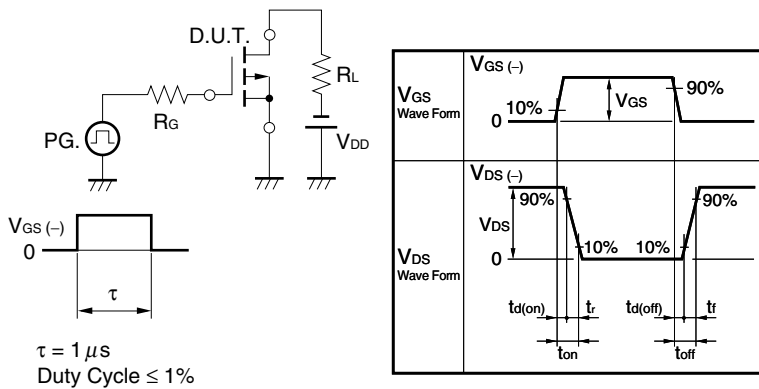 D.U.T.
RL
RG
PG.
VDD
VGS (−)
0
τ
τ = 1 μs
Duty Cycle ≤ 1%
VGS
Wave Form
VGS (−)
10%
VGS
90%
0
VDS
Wave Form
VDS (−)
90%
90%
VDS
10%
10%
0
td(on)
tr
td(off)
tf
ton
toff